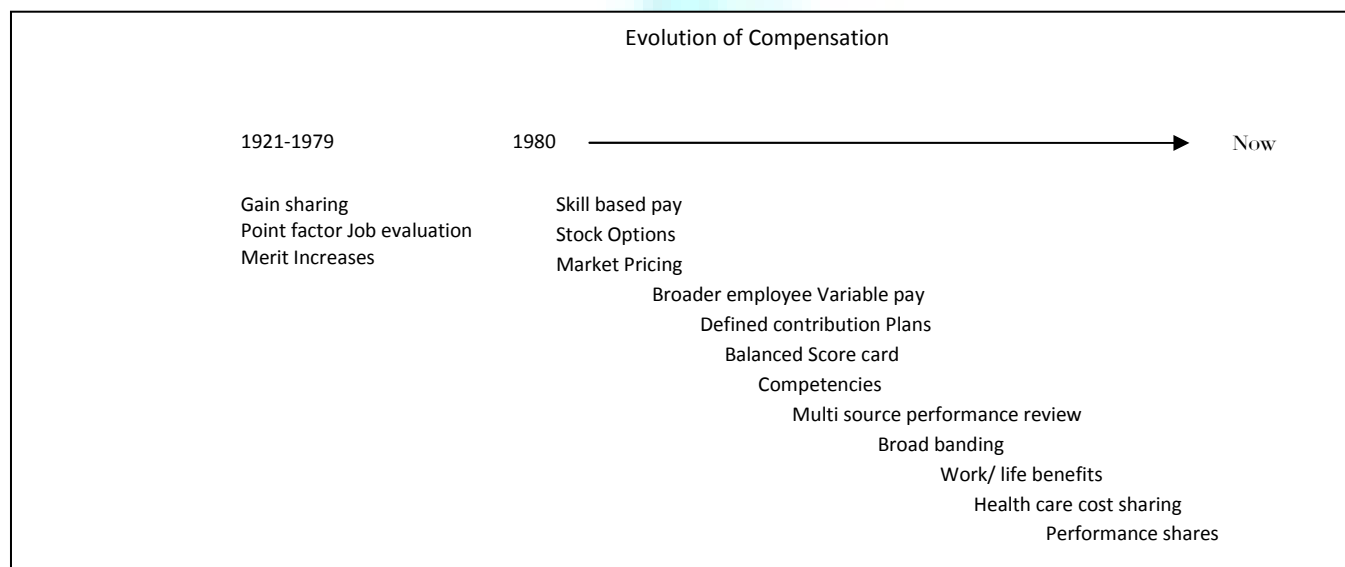 Evolution of Compensation
1921-1979 1980 Now
Gain sharing
Point factor Job evaluation
Merit Increases
Skill based pay
Stock Options
Market Pricing
Broader employee Variable pay
Defined contribution Plans
Balanced Score card
Competencies
Multi source performance review
Broad banding
Work/ life benefits
Health care cost sharing
Performance shares